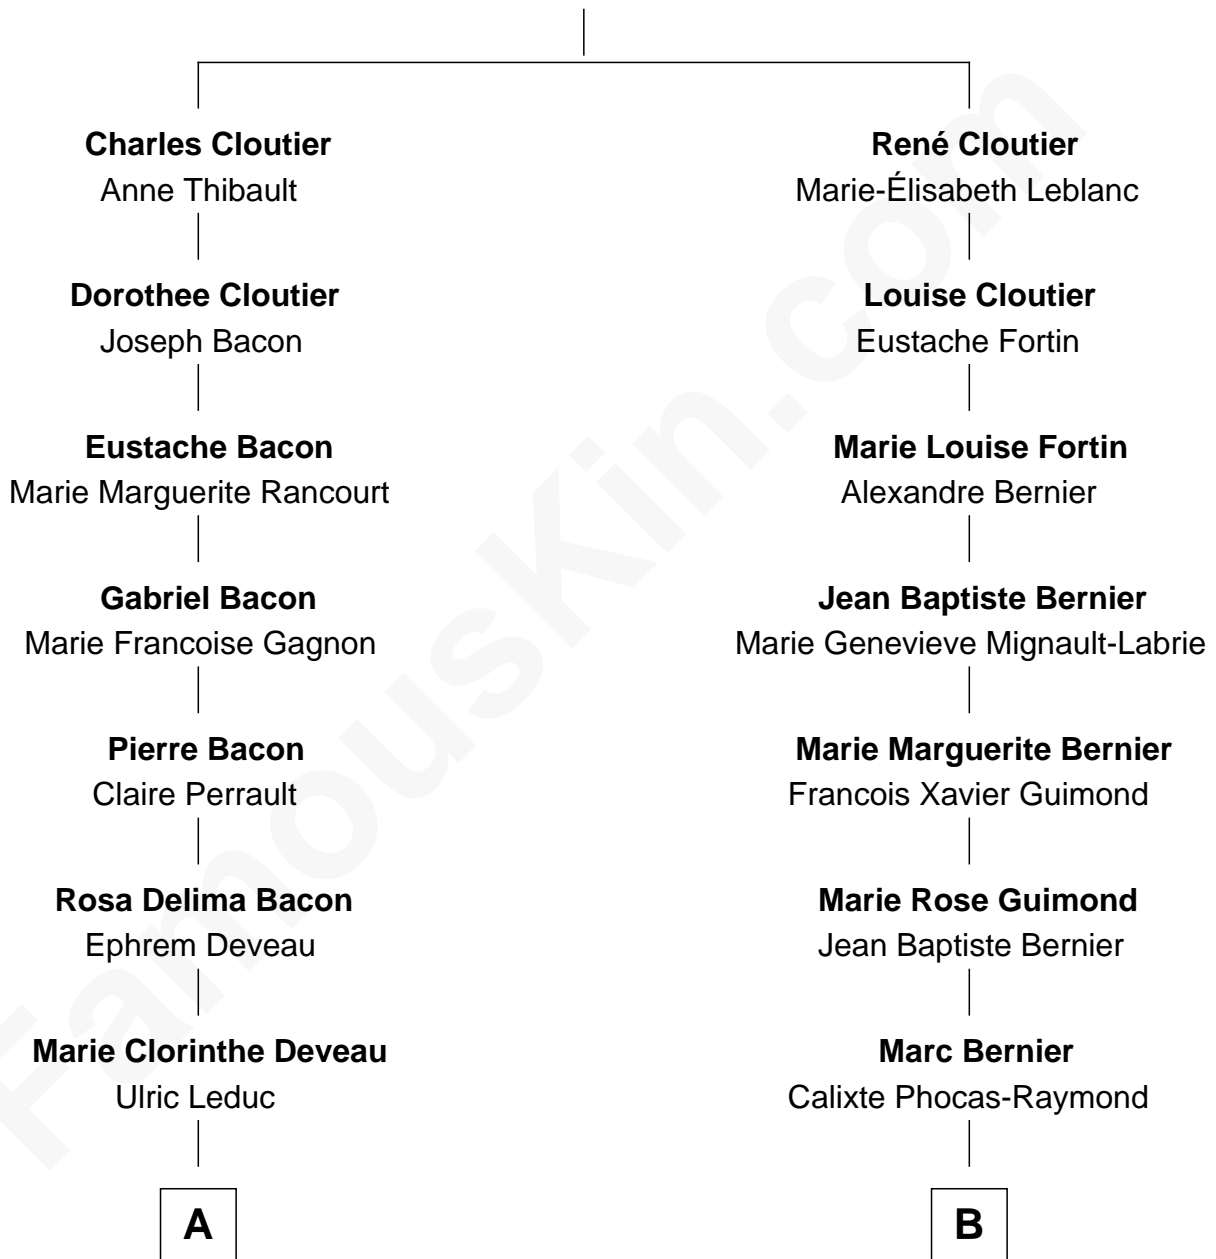 Charles Cloutier
Anne Thibault
Dorothee Cloutier
Joseph Bacon
Eustache Bacon
Marie Marguerite Rancourt
Gabriel Bacon
Marie Francoise Gagnon
Pierre Bacon
Claire Perrault
Rosa Delima Bacon
Ephrem Deveau
Marie Clorinthe Deveau
Ulric Leduc
A
René Cloutier
Marie-Élisabeth Leblanc
Louise Cloutier
Eustache Fortin
Marie Louise Fortin
Alexandre Bernier
Jean Baptiste Bernier
Marie Genevieve Mignault-Labrie
Marie Marguerite Bernier
Francois Xavier Guimond
Marie Rose Guimond
Jean Baptiste Bernier
Marc Bernier
Calixte Phocas-Raymond
B
FamousKin.com